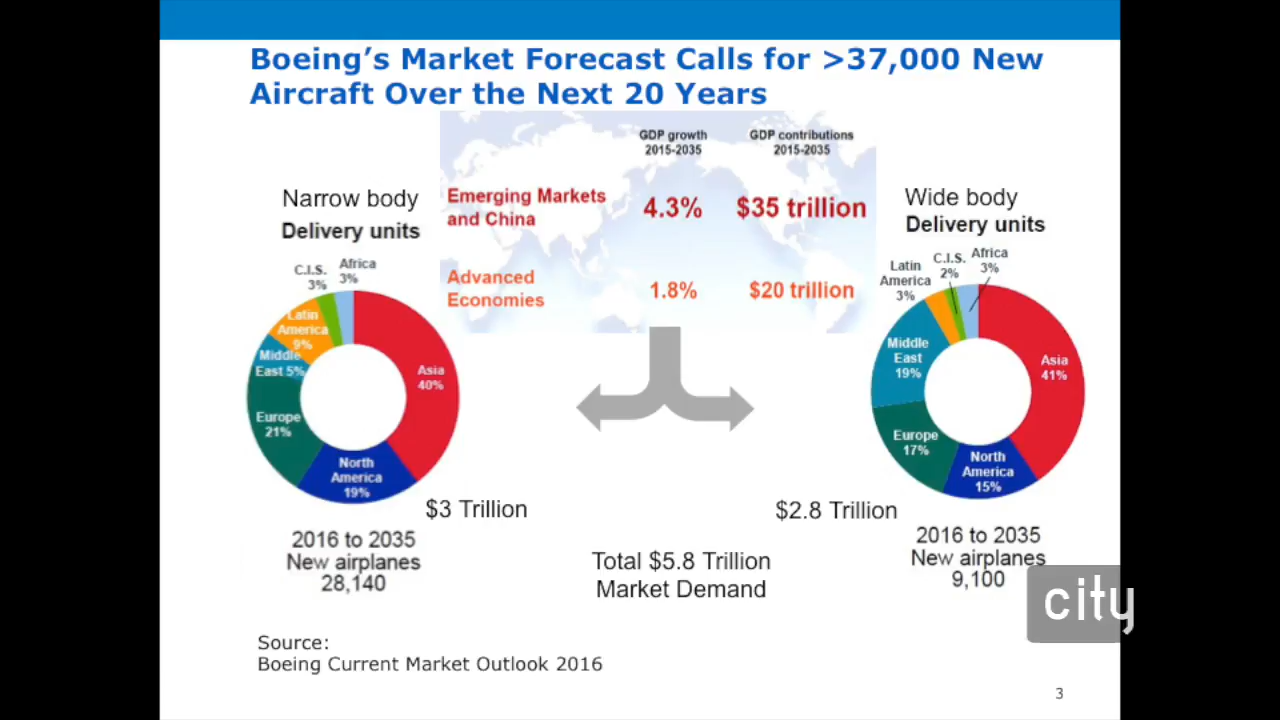 Boeing’s Market Forecast Calls for >37,000 New
Aircraft Over the Next 20 Years
GDP growth
2015-2035
GDP contributions
2015-2035
Emerging Markets
and China
4.3%
$35 trillion
Advanced
Economies
1.8%
$20 trillion
Narrow body
Delivery units
C.I.S.
3%
Africa
3%
Latin
America
9%
Middle
East 5%
Asia
40%
Europe
21%
North
America
19%
$3 Trillion
2016 to 2035
New airplanes
28,140
Wide body
Delivery units
Latin
America
3%
C.I.S.
2%
Africa
3%
Middle
East
19%
Asia
41%
Europe
17%
North
America
15%
$2.8 Trillion
2016 to 2035
New airplanes
9,100
Total $5.8 Trillion
Market Demand
city
Source:
Boeing Current Market Outlook 2016
3